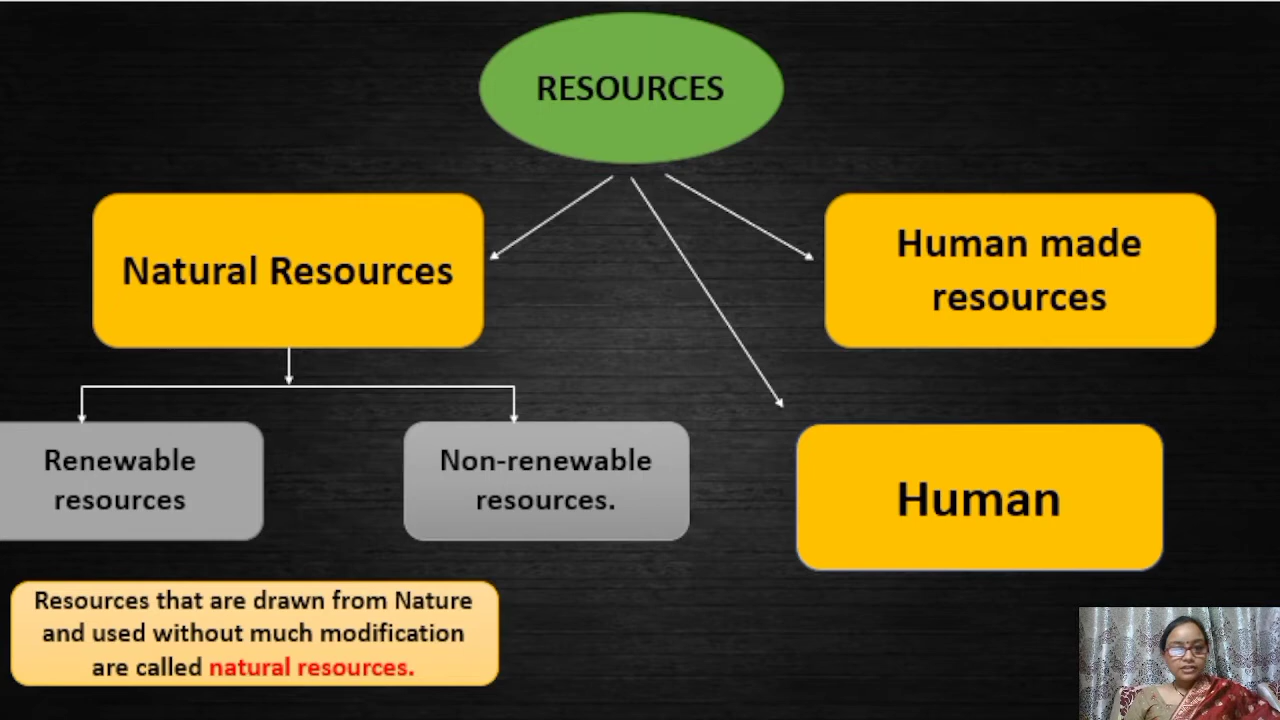 RESOURCES
Natural Resources
Human made
resources
Renewable
resources
Non-renewable
resources.
Human
Resources that are drawn from Nature
and used without much modification
are called natural resources.